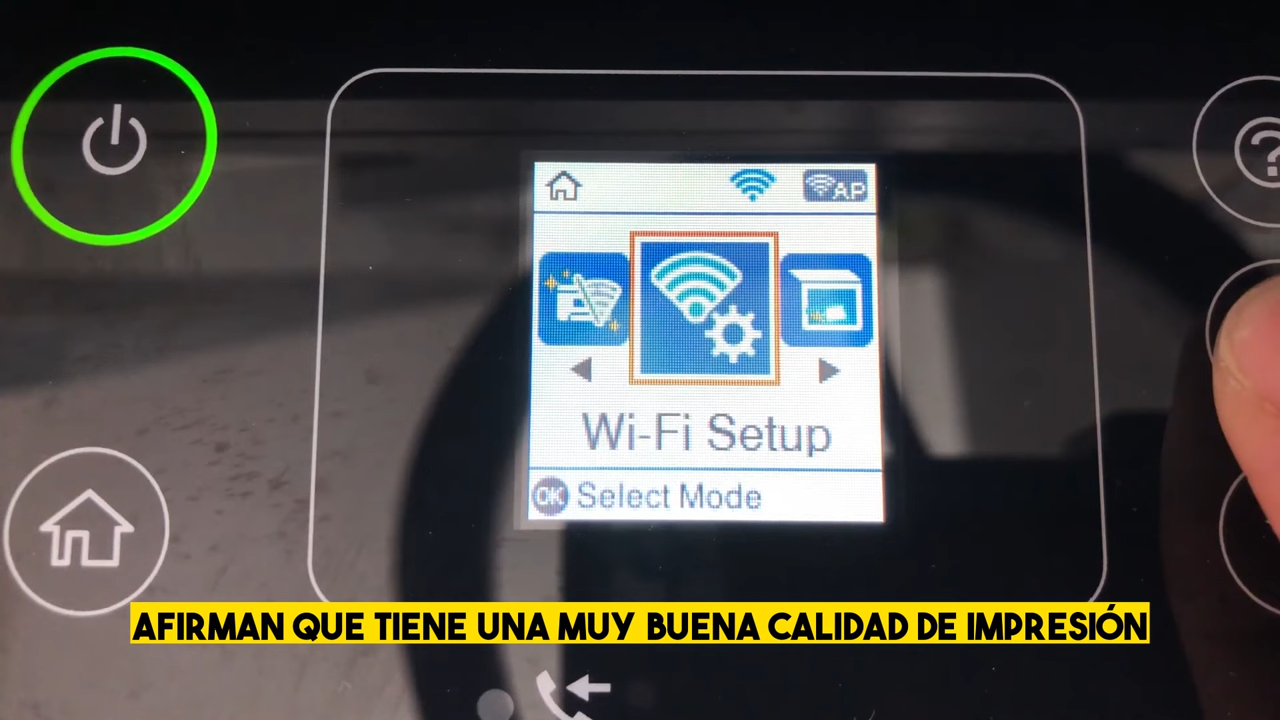 AP
Wi-Fi Setup
OK Select Mode
AFIRMAN QUE TIENE UNA MUY BUENA CALIDAD DE IMPRESIÓN